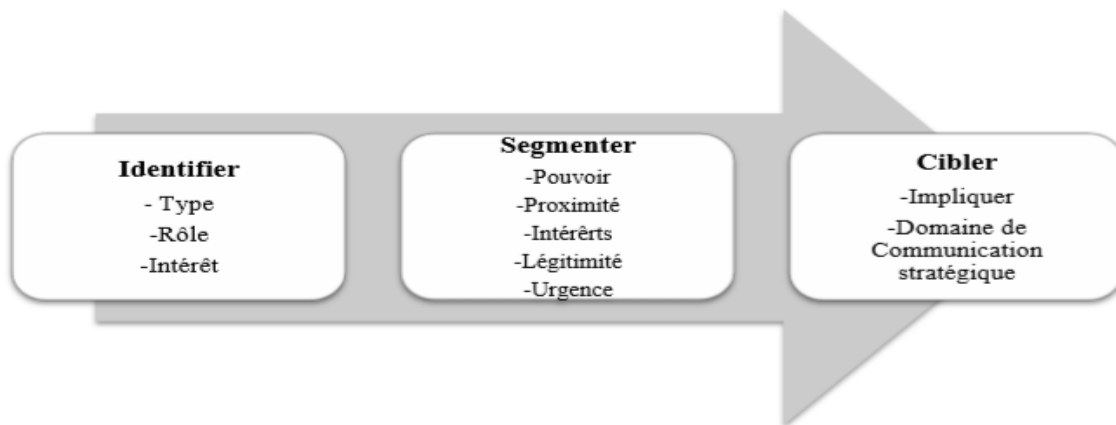 Identifier
- Type
-Rôle
-Intérêt
Segmenter
-Pouvoir
-Proximité
-Intérêrts
-Légitimité
-Urgence
Cibler
-Impliquer
-Domaine de
Communication
stratégique